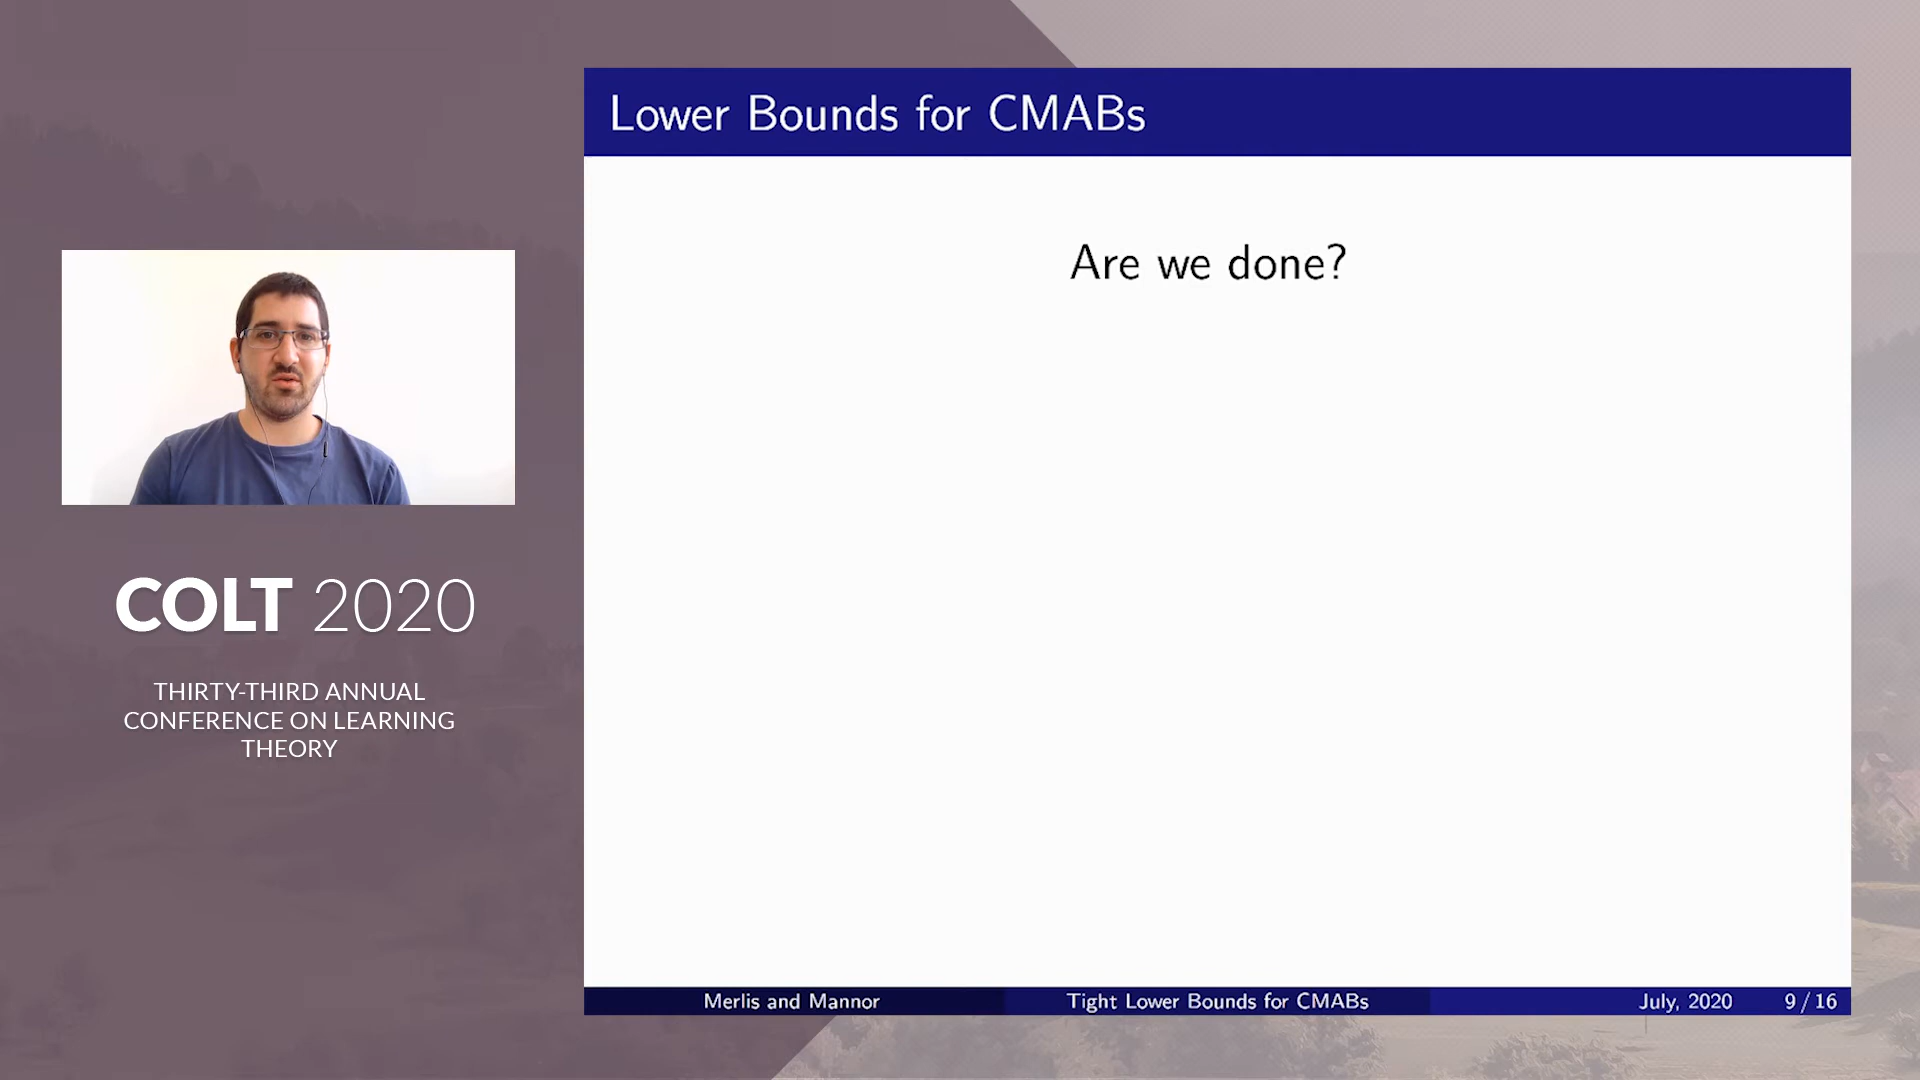 Lower Bounds for CMABs
Are we done?
COLT 2020
THIRTY-THIRD ANNUAL
CONFERENCE ON LEARNING
THEORY
Merlis and Mannor
Tight Lower Bounds for CMABs
July, 2020
9 / 16